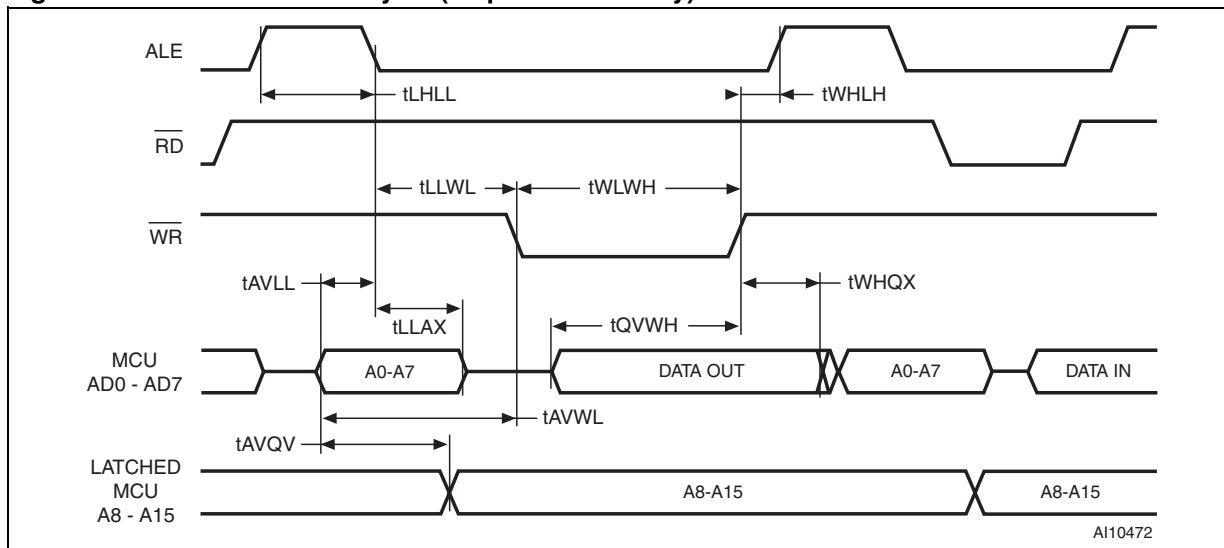 ALE
tLHLL
tWHLH
RD
tLLWL
tWLWH
WR
tAVLL
tWHQX
tLLAX
tQVWH
MCU
AD0 - AD7
A0-A7
DATA OUT
A0-A7
DATA IN
tAVWL
tAVQV
LATCHED
MCU
A8 - A15
A8-A15
A8-A15
AI10472